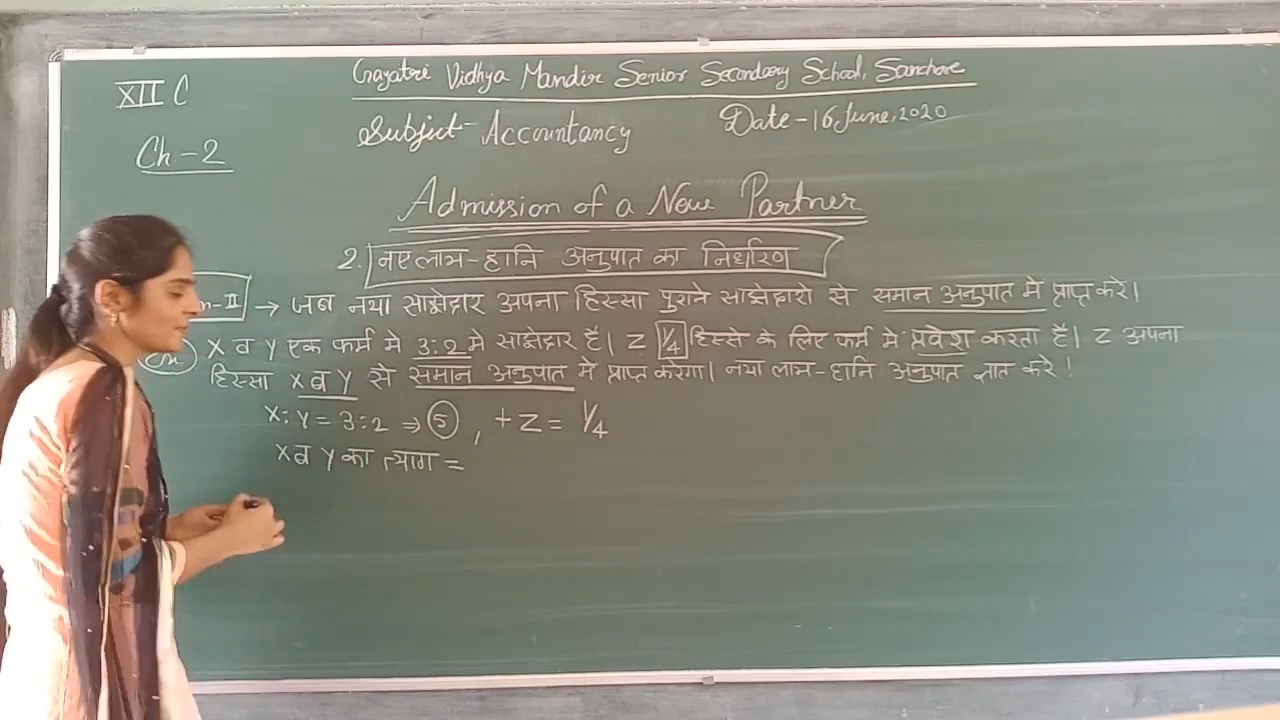 XII C
Ch-2
Gayatri Vidhya Mandir Senior Secondary School, Sanchore
Subject- Accountancy
Date-16 June, 2020
Admission of a New Partner
2. नए लाभ-हानि अनुपात का निर्धारण
n-II → जब नया साझेदार अपना हिस्सा पुराने साझेदारो से समान अनुपात मे प्राप्त करे।
X व Y एक फर्म मे 3:2 मे साझेदार है। Z 1/4 हिस्से के लिए फर्म में प्रवेश करता है। Z अपना
हिस्सा X व Y से समान अनुपात मे प्राप्त करेगा। नया लाभ-हानि अनुपात ज्ञात करे!
X:Y = 3:2 ⇒ 5, +Z = 1/4
X व Y का त्याग =